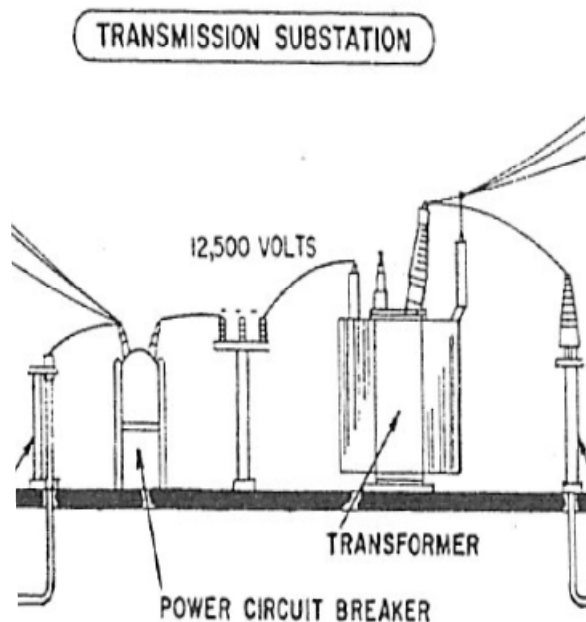 TRANSMISSION SUBSTATION
12,500 VOLTS
TRANSFORMER
POWER CIRCUIT BREAKER